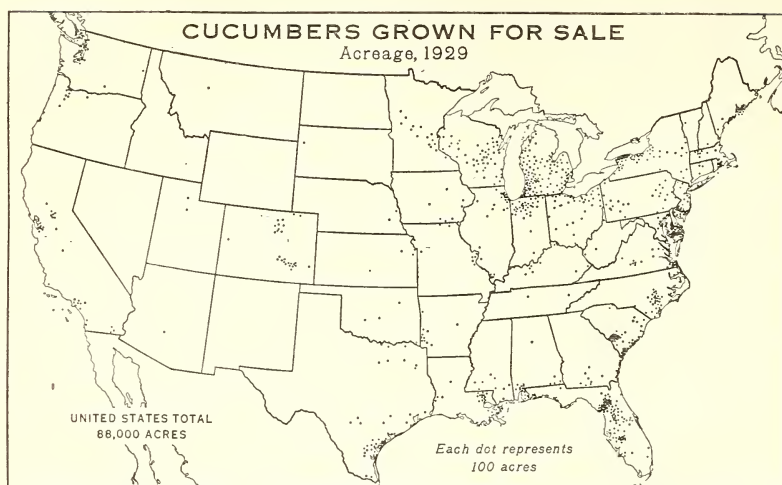 CUCUMBERS GROWN FOR SALE
Acreage, 1929
UNITED STATES TOTAL
88,000 ACRES
Each dot represents
100 acres